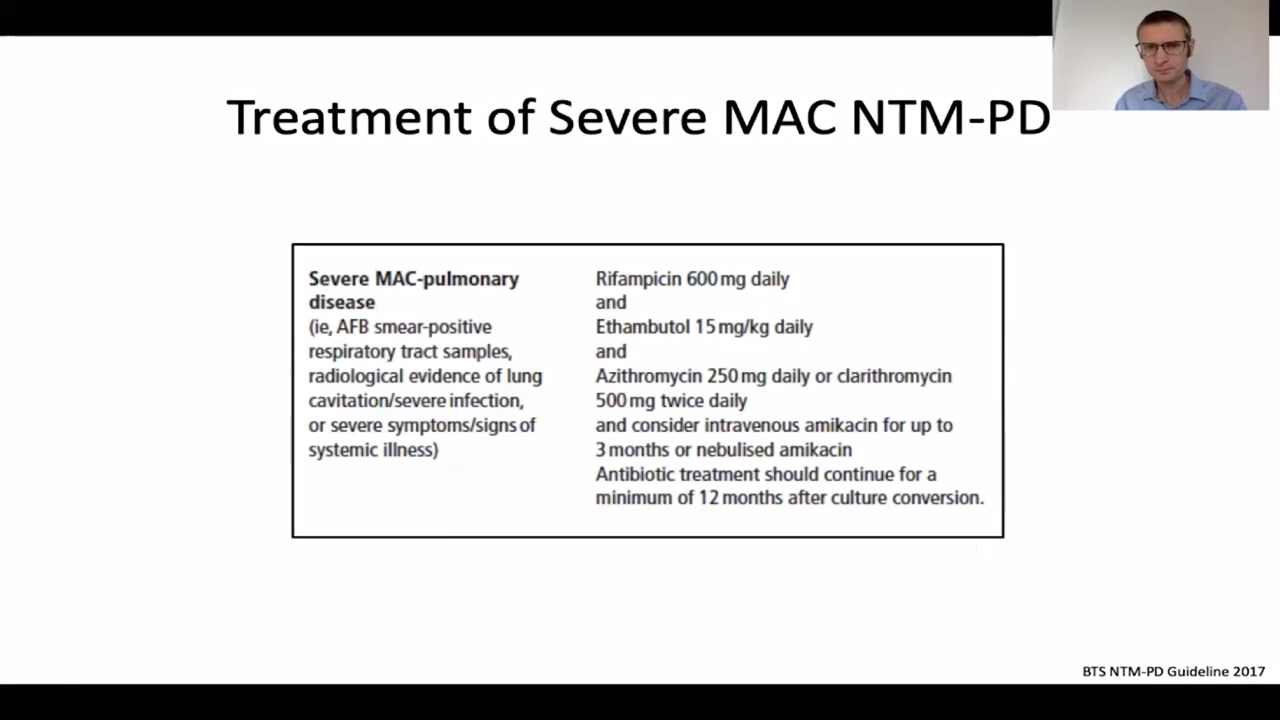 Treatment of Severe MAC NTM-PD
Severe MAC-pulmonary
disease
(ie, AFB smear-positive
respiratory tract samples,
radiological evidence of lung
cavitation/severe infection,
or severe symptoms/signs of
systemic illness)
Rifampicin 600 mg daily
and
Ethambutol 15 mg/kg daily
and
Azithromycin 250 mg daily or clarithromycin
500 mg twice daily
and consider intravenous amikacin for up to
3 months or nebulised amikacin
Antibiotic treatment should continue for a
minimum of 12 months after culture conversion.
BTS NTM-PD Guideline 2017